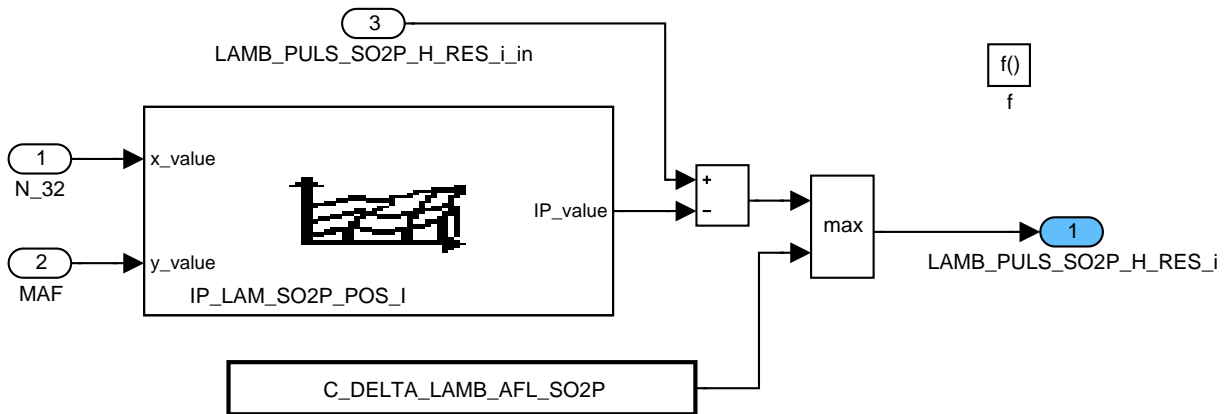 3
LAMB_PULS_SO2P_H_RES_i_in
f()
f
1
N_32
x_value
IP_value
+
−
max
1
LAMB_PULS_SO2P_H_RES_i
2
MAF
y_value
IP_LAM_SO2P_POS_I
C_DELTA_LAMB_AFL_SO2P